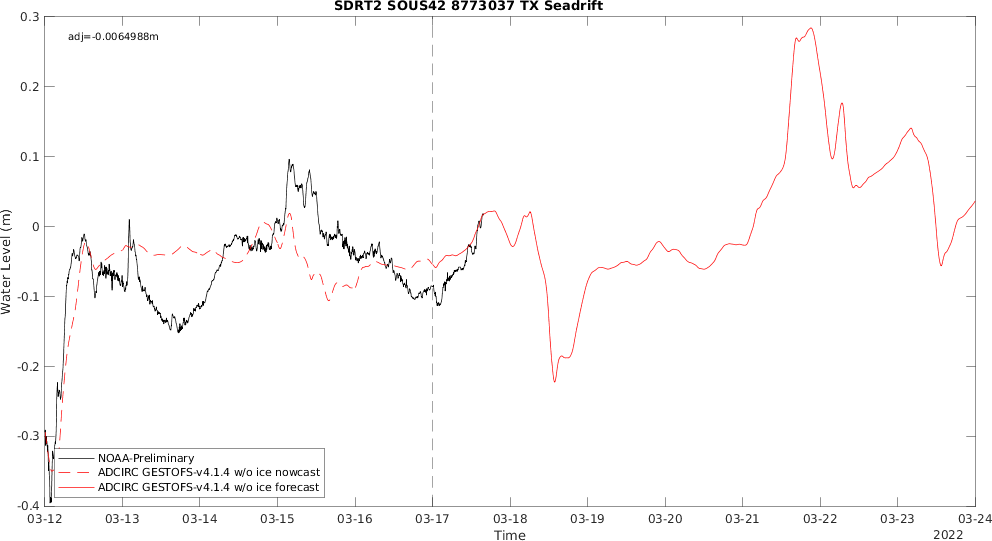 SDRT2 SOUS42 8773037 TX Seadrift
adj=-0.0064988m
Water Level (m)
0.3
0.2
0.1
0
-0.1
-0.2
-0.3
-0.4
NOAA-Preliminary
ADCIRC GESTOFS-v4.1.4 w/o ice nowcast
ADCIRC GESTOFS-v4.1.4 w/o ice forecast
03-12 03-13 03-14 03-15 03-16 03-17 03-18 03-19 03-20 03-21 03-22 03-23 03-24
Time
2022